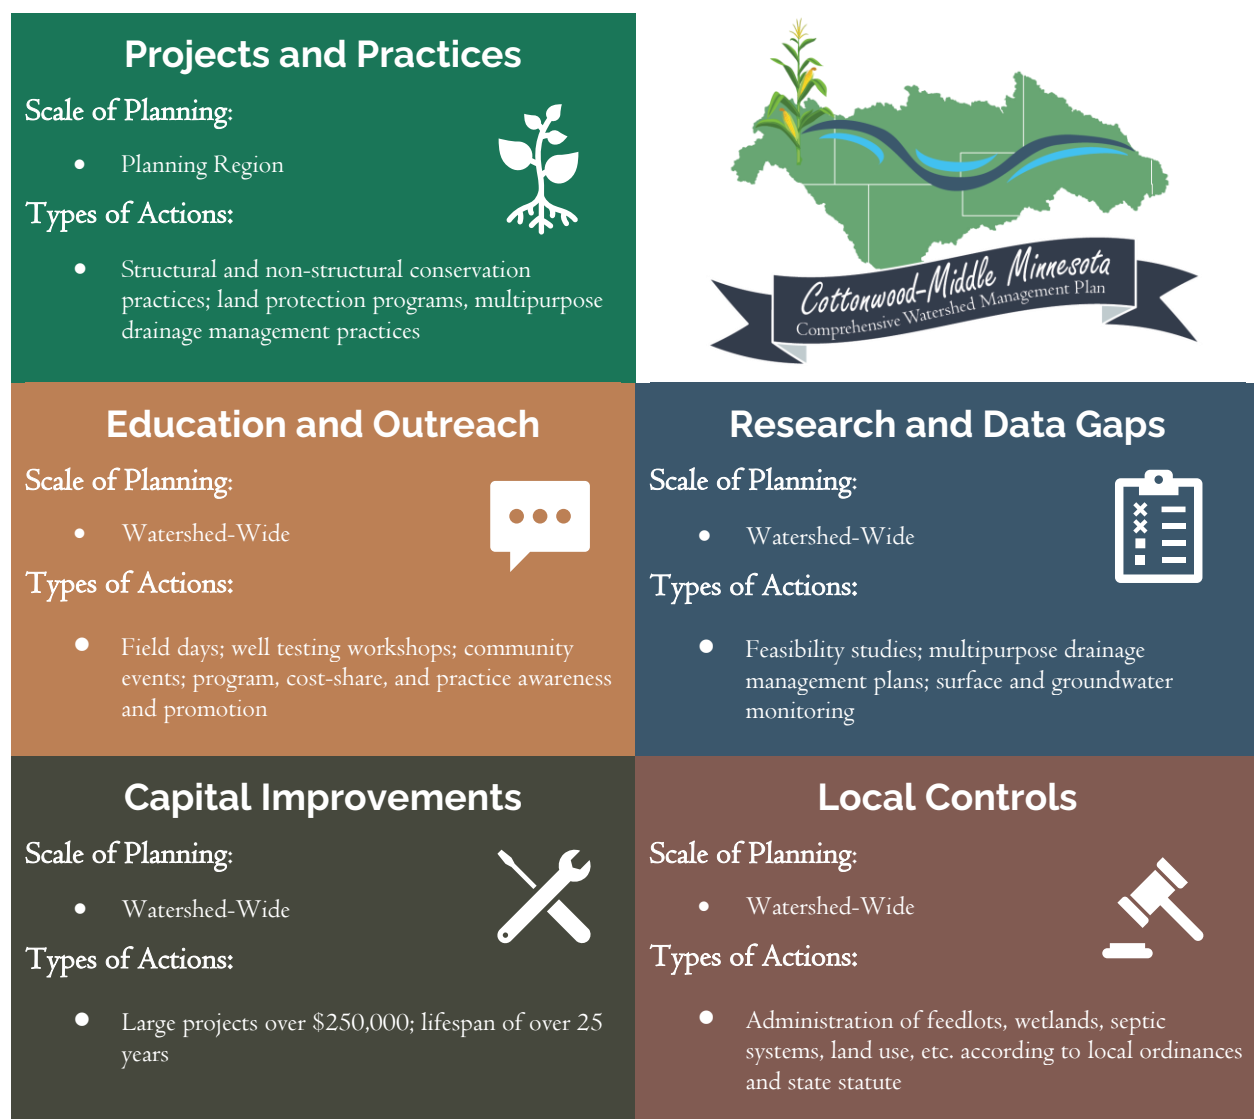 Projects and Practices
Scale of Planning:
• Planning Region
Types of Actions:
• Structural and non-structural conservation
practices; land protection programs, multipurpose
drainage management practices
Cottonwood-Middle Minnesota
Comprehensive Watershed Management Plan
Education and Outreach
Scale of Planning:
• Watershed-Wide
Types of Actions:
• Field days; well testing workshops; community
events; program, cost-share, and practice awareness
and promotion
Research and Data Gaps
Scale of Planning:
• Watershed-Wide
Types of Actions:
• Feasibility studies; multipurpose drainage
management plans; surface and groundwater
monitoring
Capital Improvements
Scale of Planning:
• Watershed-Wide
Types of Actions:
• Large projects over $250,000; lifespan of over 25
years
Local Controls
Scale of Planning:
• Watershed-Wide
Types of Actions:
• Administration of feedlots, wetlands, septic
systems, land use, etc. according to local ordinances
and state statute